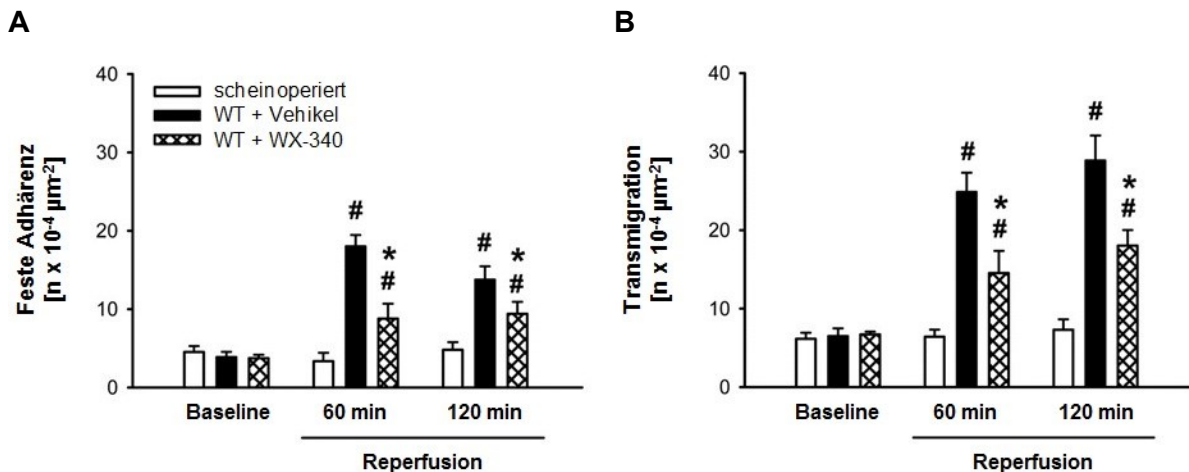 A
Feste Adhärenz
[n x 10⁻⁴ µm⁻²]
40
30
20
10
0
scheinoperiert
WT + Vehikel
WT + WX-340
#
*
#
#
*
#
Baseline
60 min
120 min
Reperfusion
B
Transmigration
[n x 10⁻⁴ µm⁻²]
40
30
20
10
0
#
*
#
#
*
#
Baseline
60 min
120 min
Reperfusion